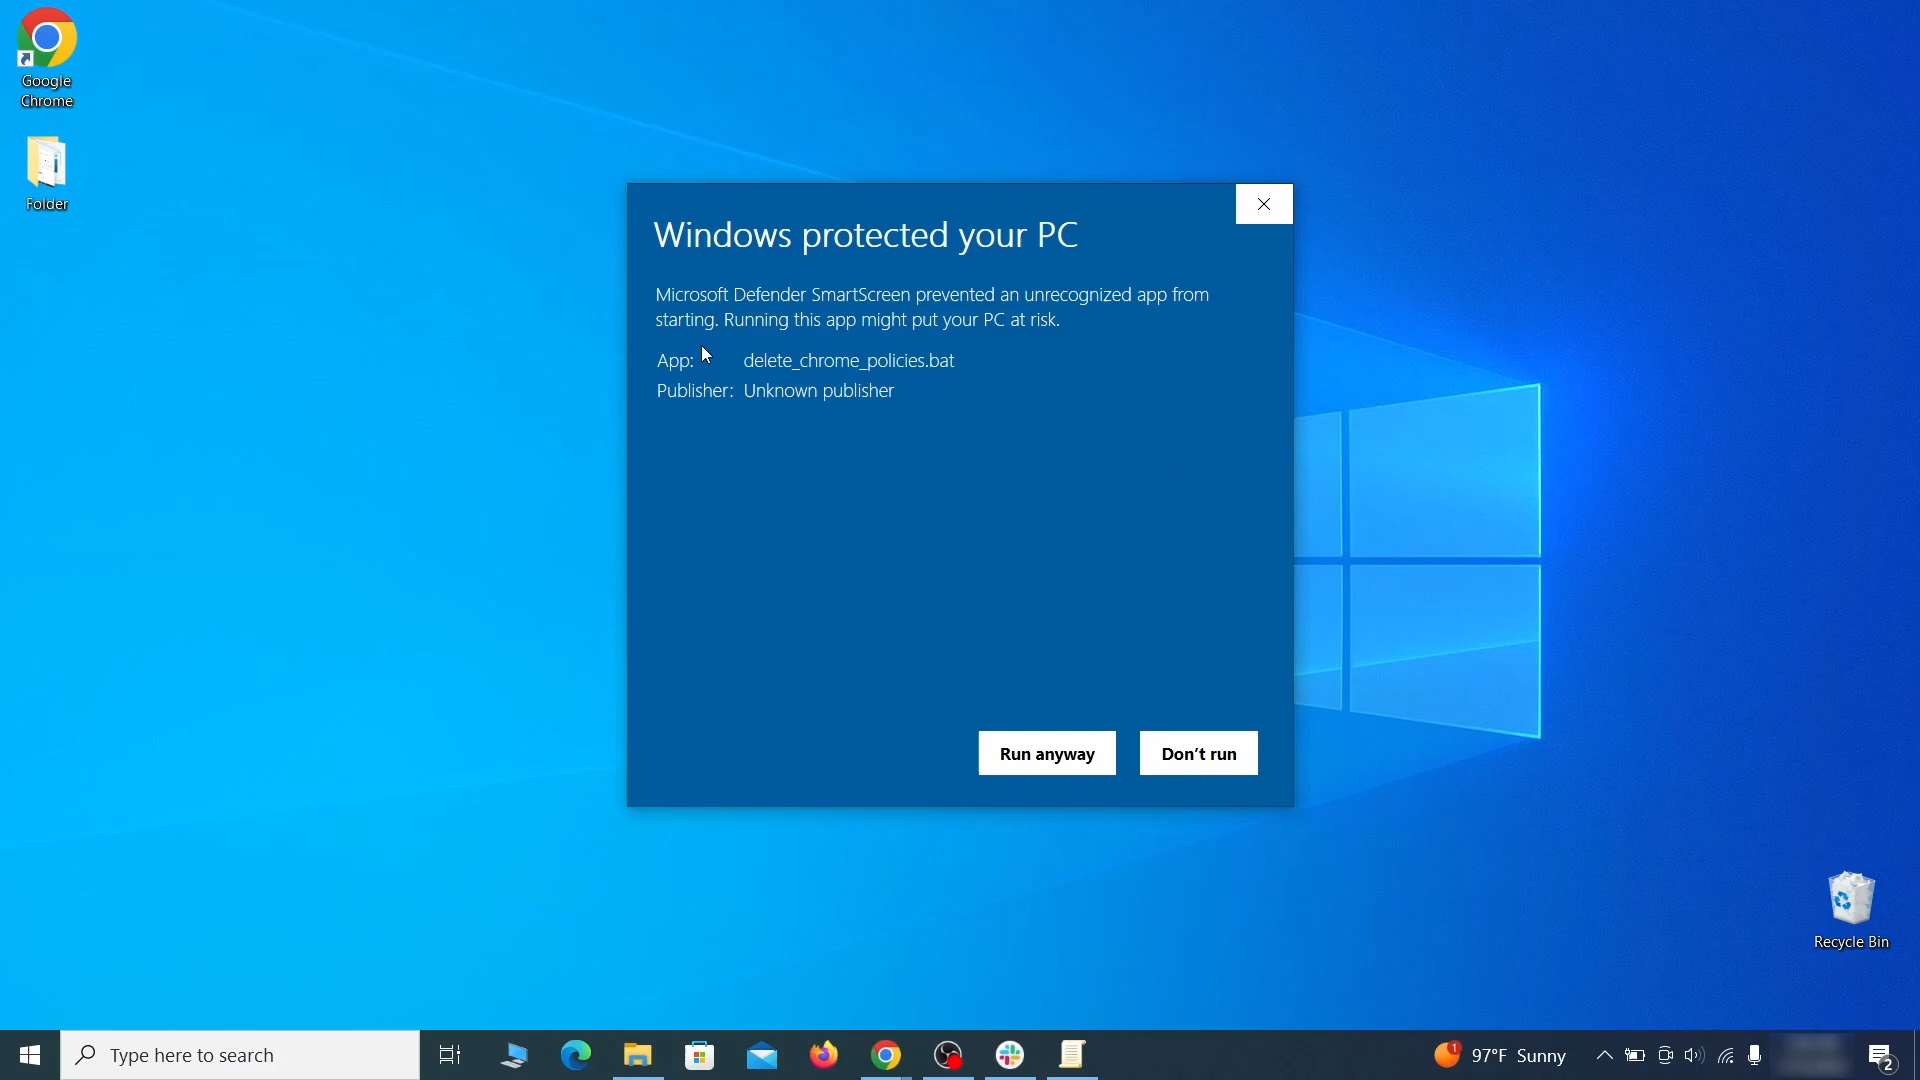 Google
Chrome
Folder
Windows protected your PC
Microsoft Defender SmartScreen prevented an unrecognized app from
starting. Running this app might put your PC at risk.
App: delete_chrome_policies.bat
Publisher: Unknown publisher
Run anyway Don't run
Recycle Bin
Type here to search
1 97°F Sunny
2